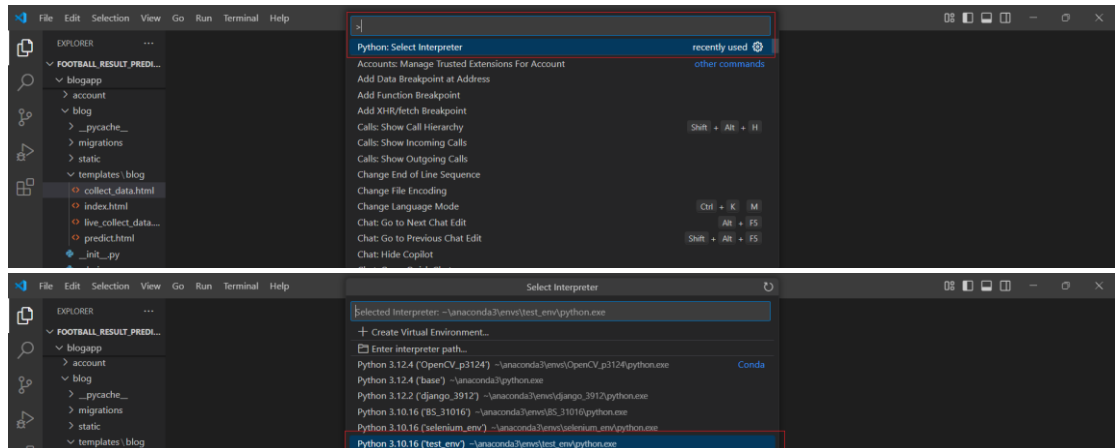 File Edit Selection View Go Run Terminal Help
>
EXPLORER ...
Python: Select Interpreter recently used
FOOTBALL_RESULT_PREDI...
Accounts: Manage Trusted Extensions For Account other commands
blogapp
Add Data Breakpoint at Address
account
Add Function Breakpoint
blog
Add XHR/fetch Breakpoint
__pycache__
Calls: Show Call Hierarchy Shift + Alt + H
migrations
Calls: Show Incoming Calls
static
Calls: Show Outgoing Calls
templates\blog
Change End of Line Sequence
collect_data.html
Change File Encoding
index.html
Change Language Mode Ctrl + K M
live_collect_data....
Chat: Go to Next Chat Edit Alt + F5
predict.html
Chat: Go to Previous Chat Edit Shift + Alt + F5
__init__.py
Chat: Hide Copilot
File Edit Selection View Go Run Terminal Help
Select Interpreter
EXPLORER ...
Selected Interpreter: ~\anaconda3\envs\test_env\python.exe
FOOTBALL_RESULT_PREDI...
+ Create Virtual Environment...
blogapp
Enter interpreter path...
account
Python 3.12.4 ('OpenCV_p3124') ~\anaconda3\envs\OpenCV_p3124\python.exe Conda
blog
Python 3.12.4 ('base') ~\anaconda3\python.exe
__pycache__
Python 3.12.2 ('django_3912') ~\anaconda3\envs\django_3912\python.exe
migrations
Python 3.10.16 ('BS_31016') ~\anaconda3\envs\BS_31016\python.exe
static
Python 3.10.16 ('selenium_env') ~\anaconda3\envs\selenium_env\python.exe
templates\blog
Python 3.10.16 ('test_env') ~\anaconda3\envs\test_env\python.exe